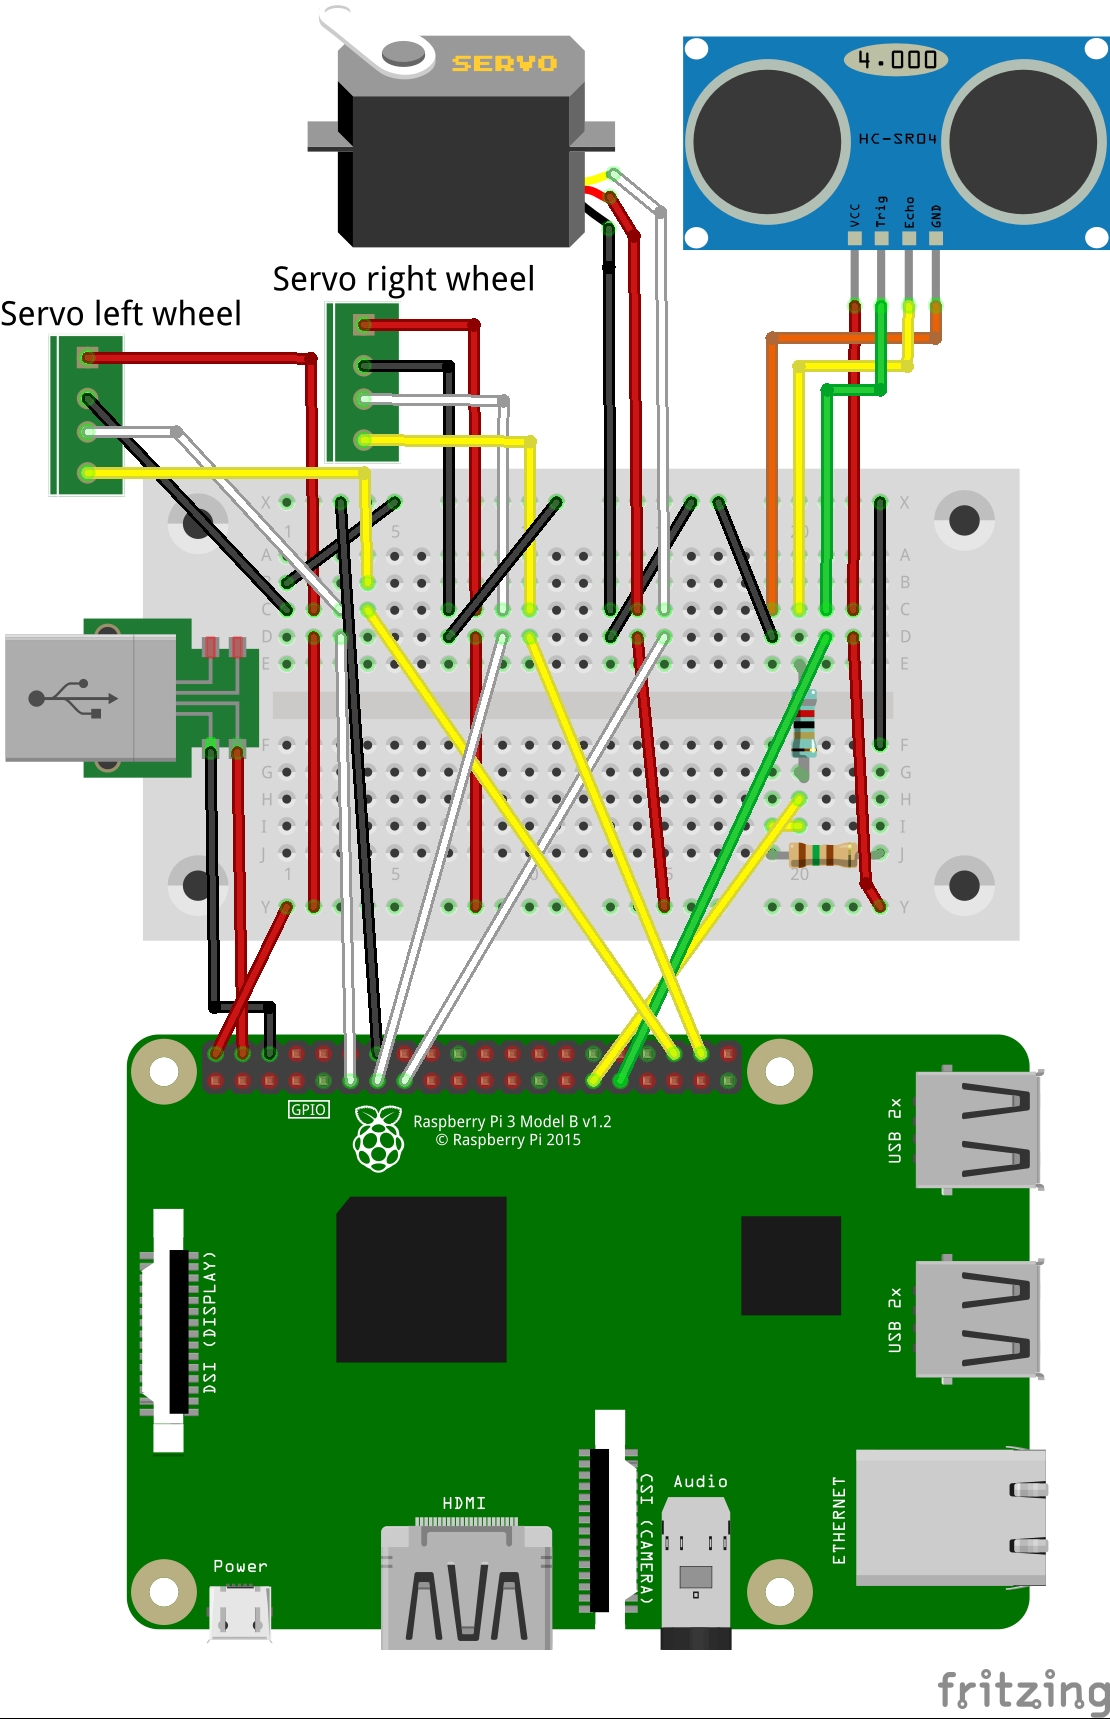 SERVO
4.000
HC-SR04
VCC
Trig
Echo
GND
Servo right wheel
Servo left wheel
X X
1 5 20
A A
B B
C C
D D
E E
F F
G G
H H
I I
J J
1 5 20
Y Y
GPIO
Raspberry Pi 3 Model B v1.2
© Raspberry Pi 2015
USB 2x
DSI (DISPLAY)
USB 2x
CSI (CAMERA)
Audio
ETHERNET
HDMI
Power
fritzing